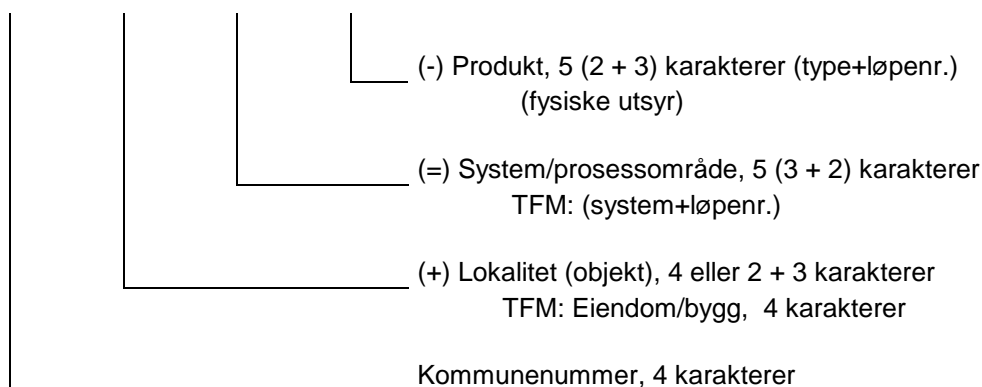 (-) Produkt, 5 (2 + 3) karakterer (type+løpenr.)
(fysiske utsyr)
(=) System/prosessområde, 5 (3 + 2) karakterer
TFM: (system+løpenr.)
(+) Lokalitet (objekt), 4 eller 2 + 3 karakterer
TFM: Eiendom/bygg, 4 karakterer
Kommunenummer, 4 karakterer